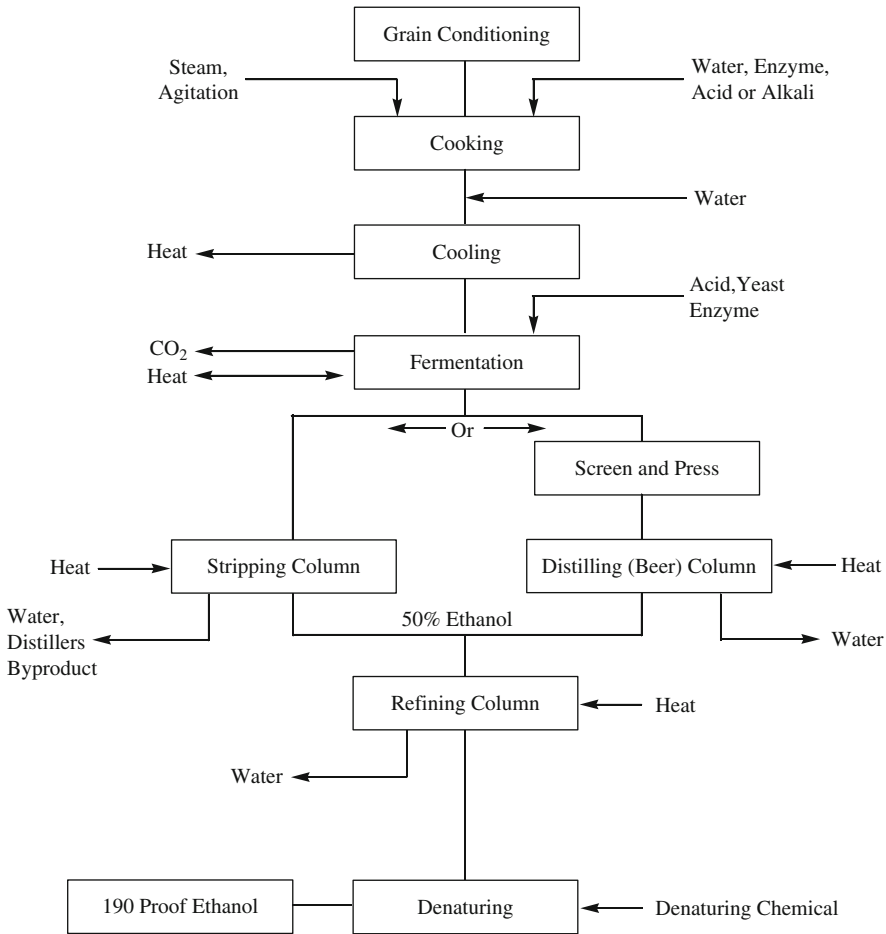 Grain Conditioning
Steam,
Agitation
Water, Enzyme,
Acid or Alkali
Cooking
Water
Heat
Cooling
Acid,Yeast
Enzyme
CO₂
Heat
Fermentation
Or
Screen and Press
Heat
Stripping Column
Distilling (Beer) Column
Heat
Water,
Distillers
Byproduct
50% Ethanol
Water
Refining Column
Heat
Water
190 Proof Ethanol
Denaturing
Denaturing Chemical